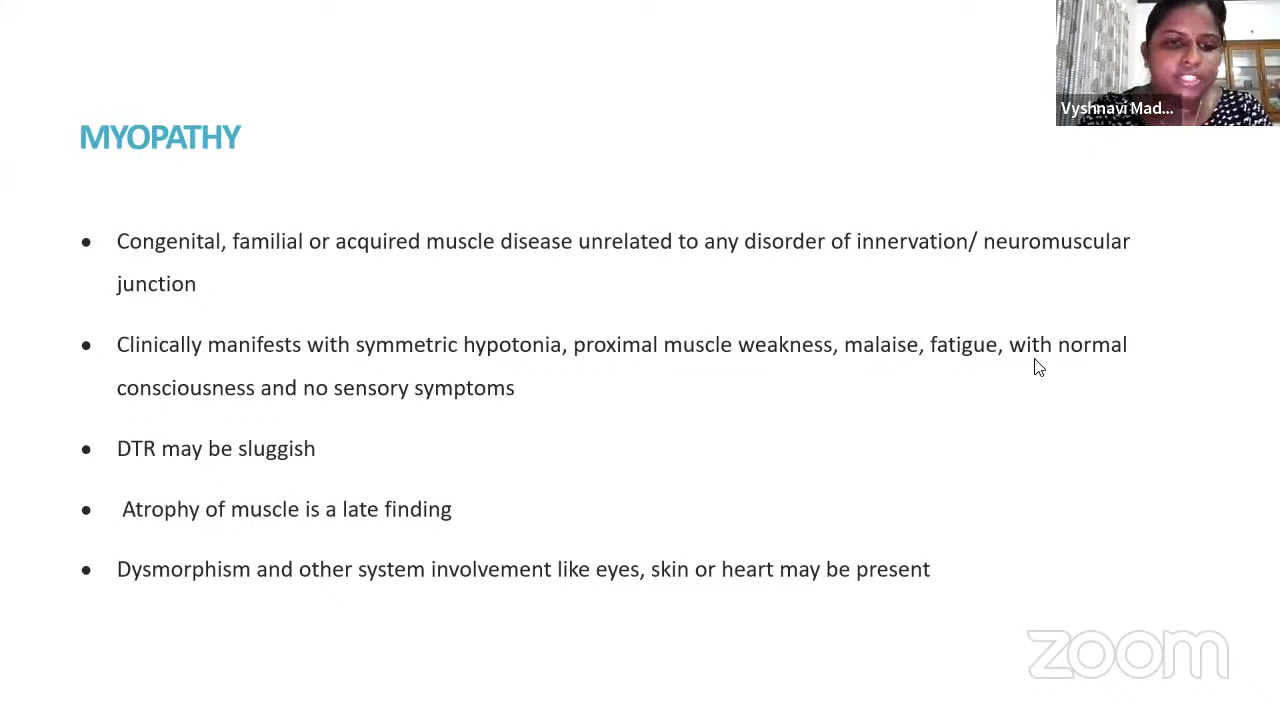 Vyshnavi Mad...
MYOPATHY
● Congenital, familial or acquired muscle disease unrelated to any disorder of innervation/ neuromuscular
junction
● Clinically manifests with symmetric hypotonia, proximal muscle weakness, malaise, fatigue, with normal
consciousness and no sensory symptoms
● DTR may be sluggish
● Atrophy of muscle is a late finding
● Dysmorphism and other system involvement like eyes, skin or heart may be present
zoom